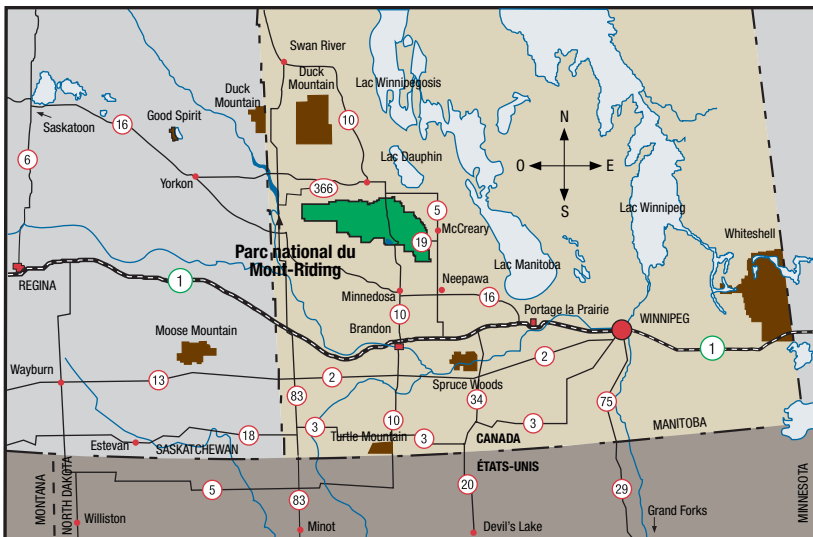 Swan River
Duck
Mountain
Duck
Mountain
Lac Winnipegosis
Good Spirit
Saskatoon
16
10
N
6
Lac Dauphin
O
E
Yorkon
366
S
5
Lac Winnipeg
McCreary
19
Whiteshell
Parc national du
Mont-Riding
Lac Manitoba
REGINA
1
Neepawa
Minnedosa
16
Portage la Prairie
10
WINNIPEG
Brandon
Moose Mountain
1
2
Wayburn
13
2
Spruce Woods
83
34
75
10
3
3
18
Turtle Mountain
3
CANADA
MANITOBA
Estevan
SASKATCHEWAN
ÉTATS-UNIS
MONTANA
NORTH DAKOTA
5
83
20
29
MINNESOTA
Williston
Minot
Devil's Lake
Grand Forks